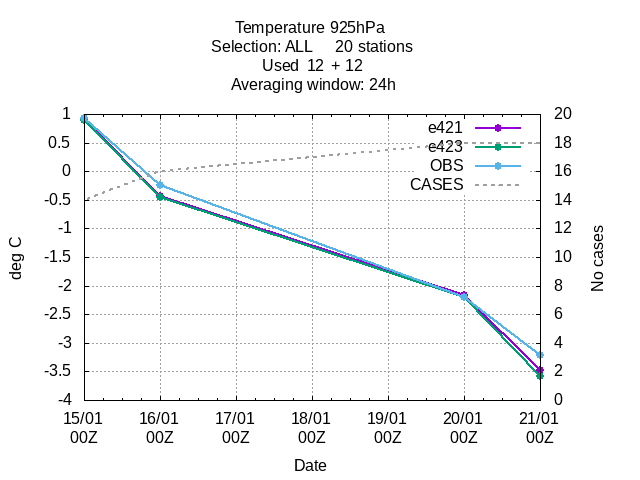 Temperature 925hPa
Selection: ALL 20 stations
Used 12 + 12
Averaging window: 24h
e421
e423
OBS
CASES
1
0.5
0
-0.5
-1
-1.5
-2
-2.5
-3
-3.5
-4
deg C
20
18
16
14
12
10
8
6
4
2
0
No cases
15/01 16/01 17/01 18/01 19/01 20/01 21/01
00Z 00Z 00Z 00Z 00Z 00Z 00Z
Date